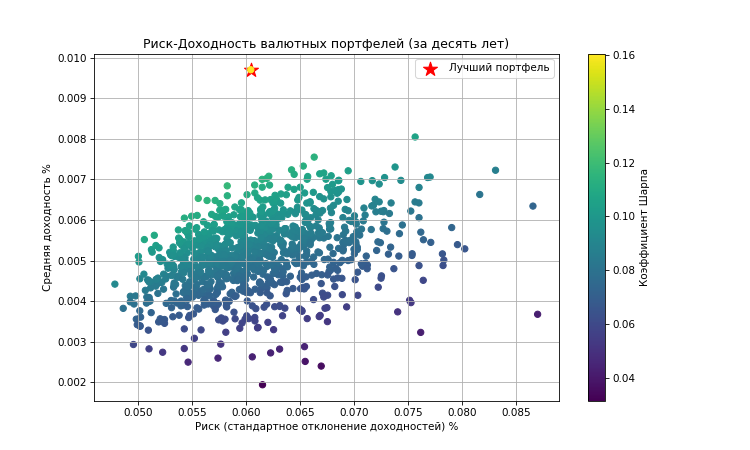 Риск-Доходность валютных портфелей (за десять лет)
Лучший портфель
0.010
0.009
0.008
0.007
0.006
0.005
0.004
0.003
0.002
Средняя доходность %
0.050 0.055 0.060 0.065 0.070 0.075 0.080 0.085
Риск (стандартное отклонение доходностей) %
0.16
0.14
0.12
0.10
0.08
0.06
0.04
Коэффициент Шарпа